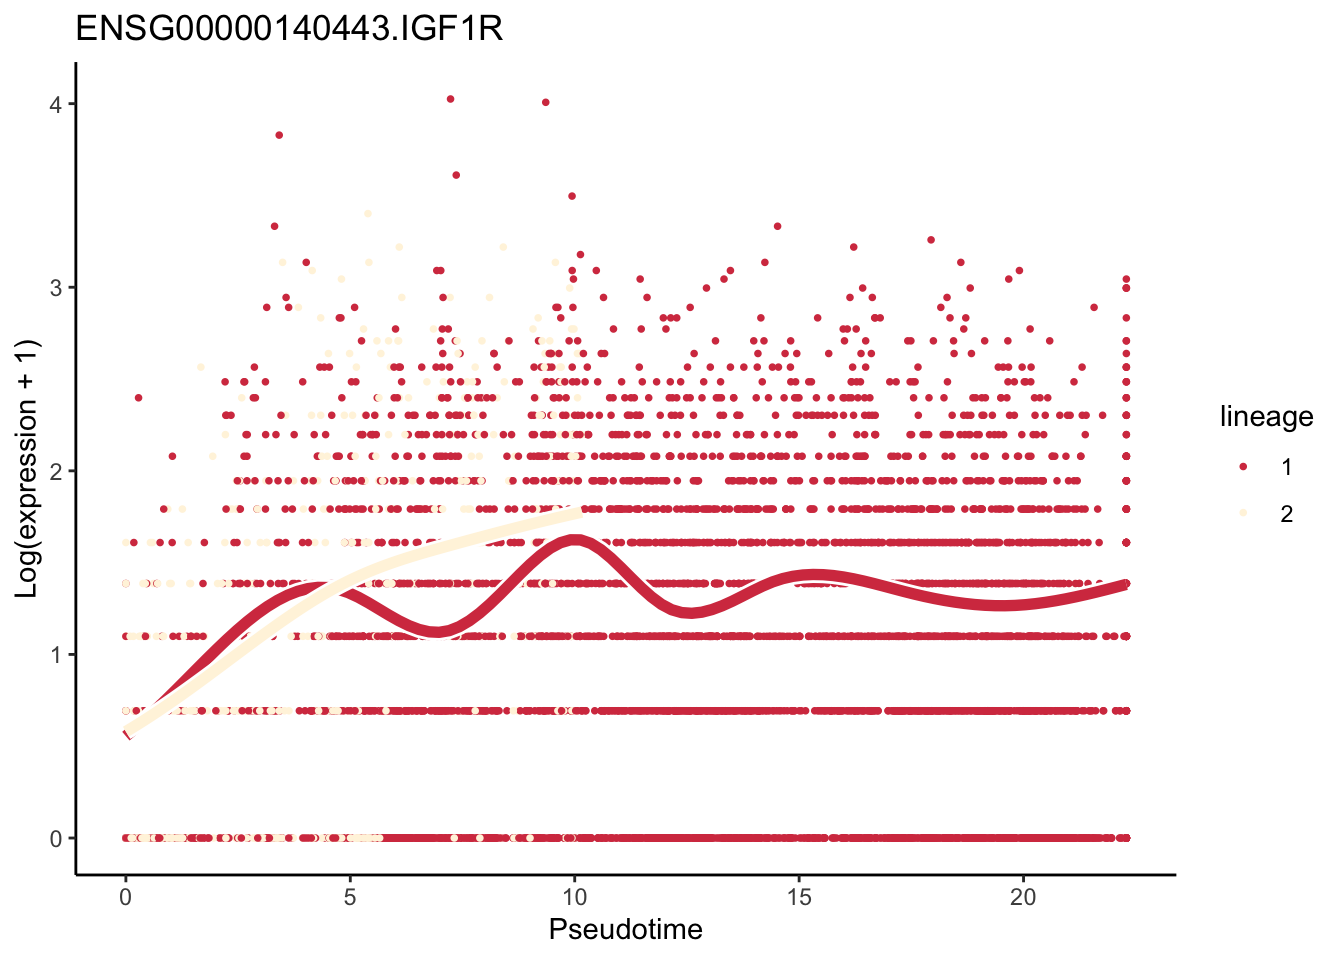 ENSG00000140443.IGF1R
4
3
2
1
0
Log(expression + 1)
0 5 10 15 20
Pseudotime
lineage
1
2